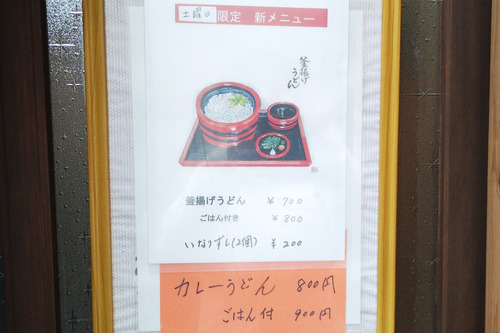 土曜日 限定 新メニュー
釜揚げ
うどん
釜揚げうどん ¥ 700
ごはん付き ¥ 800
いなりずし(2個) ¥ 200
カレーうどん 800円
ごはん付 900円